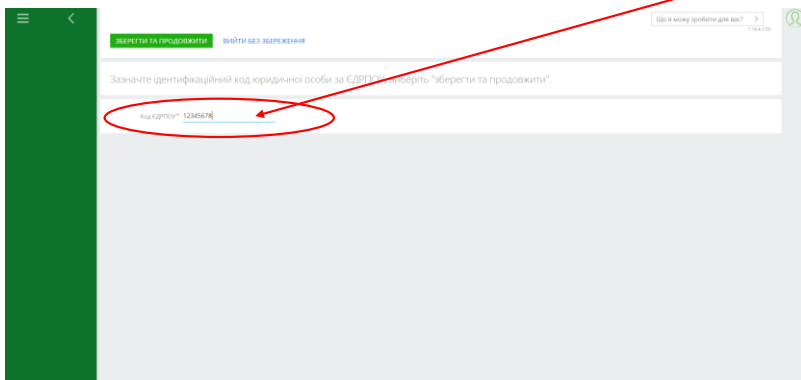 Що я можу зробити для вас? >
ЗБЕРЕГТИ ТА ПРОДОВЖИТИ ВИЙТИ БЕЗ ЗБЕРЕЖЕННЯ
Зазначте ідентифікаційний код юридичної особи за ЄДРПОУ виберіть "зберегти та продовжити".
Код ЄДРПОУ* 12345678